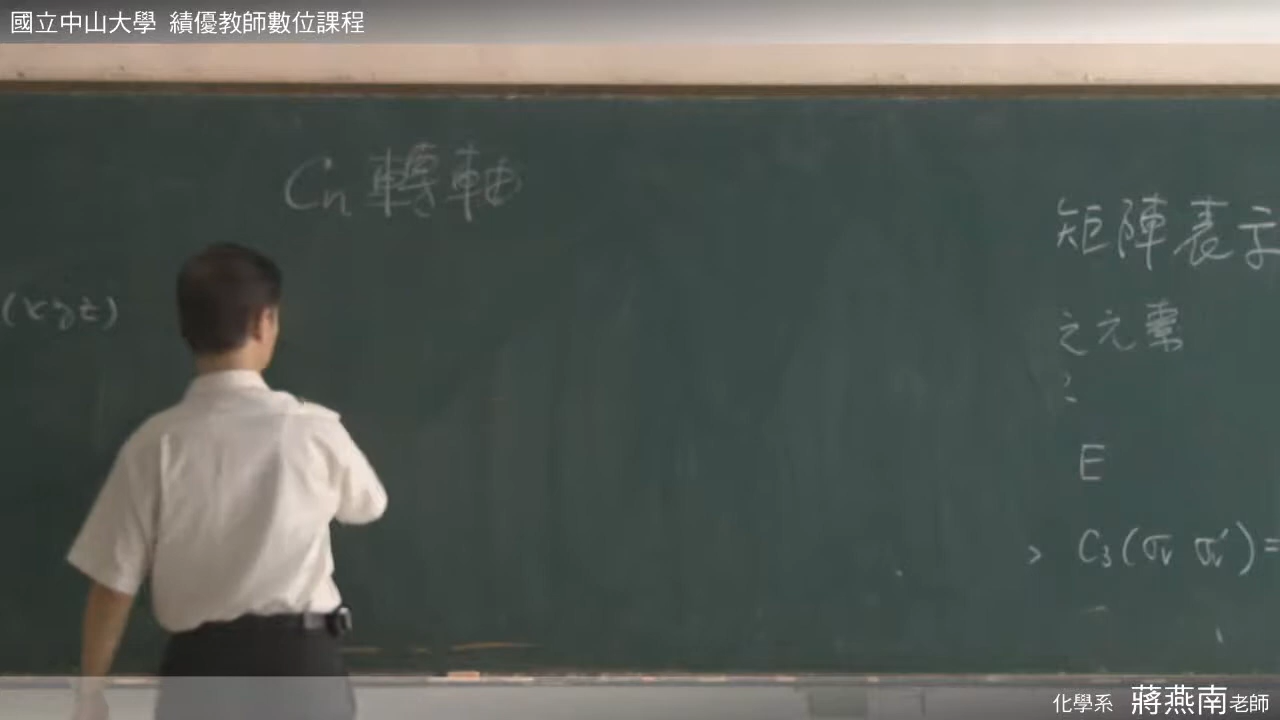 國立中山大學 績優教師數位課程
Cn 轉軸
(x y z)
矩陣表示
之元素
:
E
> C₃(σv σv′)=
化學系 蔣燕南老師